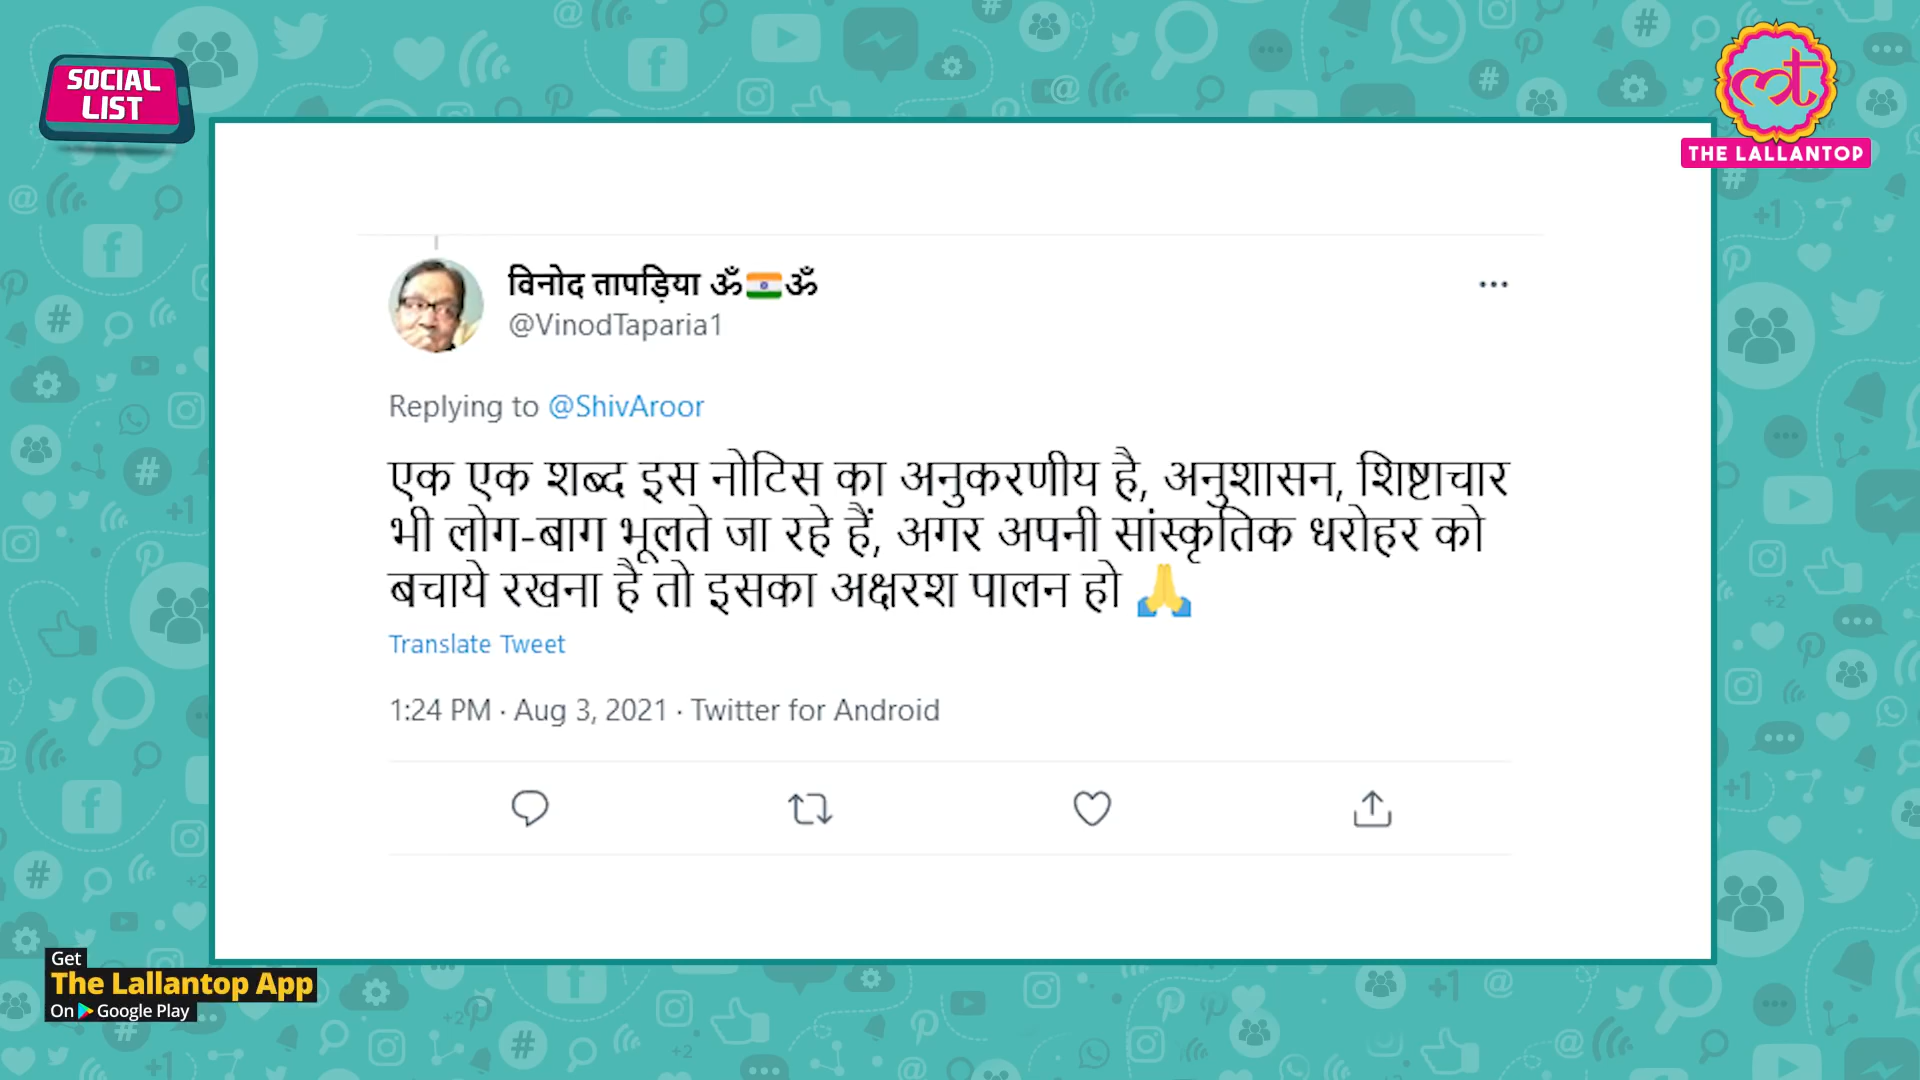 SOCIAL
LIST
THE LALLANTOP
विनोद तापड़िया ॐ🇮🇳ॐ
@VinodTaparia1
Replying to @ShivAroor
एक एक शब्द इस नोटिस का अनुकरणीय है, अनुशासन, शिष्टाचार
भी लोग-बाग भूलते जा रहे हैं, अगर अपनी सांस्कृतिक धरोहर को
बचाये रखना है तो इसका अक्षरश पालन हो 🙏
Translate Tweet
1:24 PM · Aug 3, 2021 · Twitter for Android
Get
The Lallantop App
On Google Play